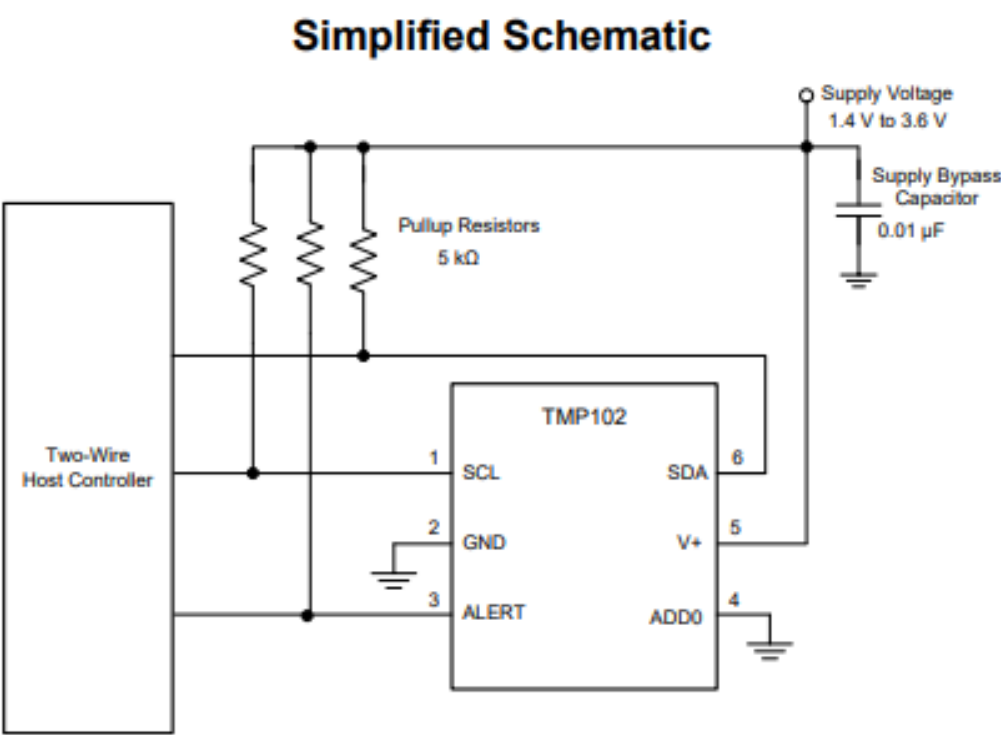 Simplified Schematic
Supply Voltage
1.4 V to 3.6 V
Supply Bypass
Capacitor
0.01 µF
Pullup Resistors
5 kΩ
Two-Wire
Host Controller
TMP102
1
SCL
SDA
6
2
GND
V+
5
3
ALERT
ADD0
4